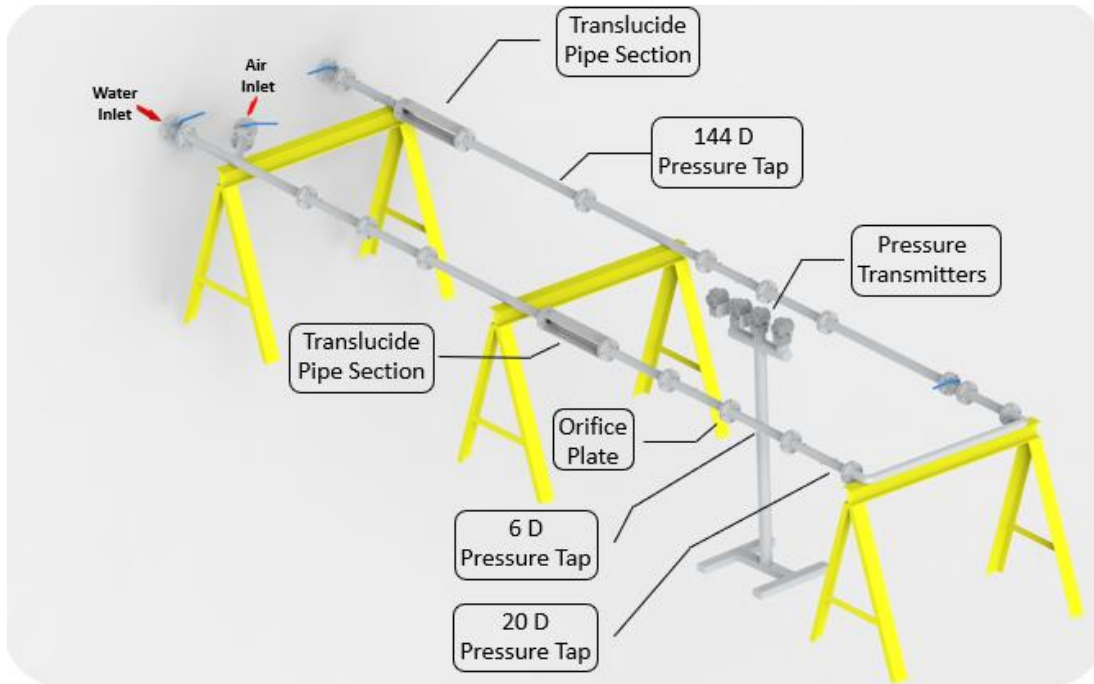 Translucide
Pipe Section
Air
Inlet
Water
Inlet
144 D
Pressure Tap
Pressure
Transmitters
Translucide
Pipe Section
Orifice
Plate
6 D
Pressure Tap
20 D
Pressure Tap